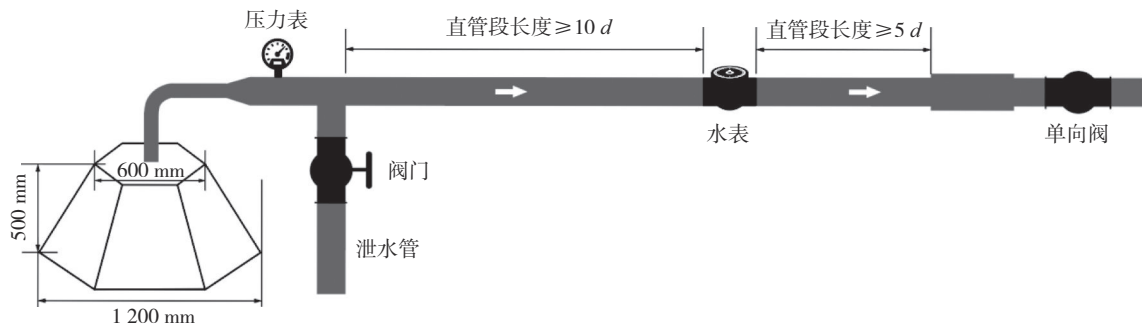 压力表
直管段长度≥10 d
直管段长度≥5 d
水表
单向阀
600 mm
阀门
500 mm
泄水管
1 200 mm